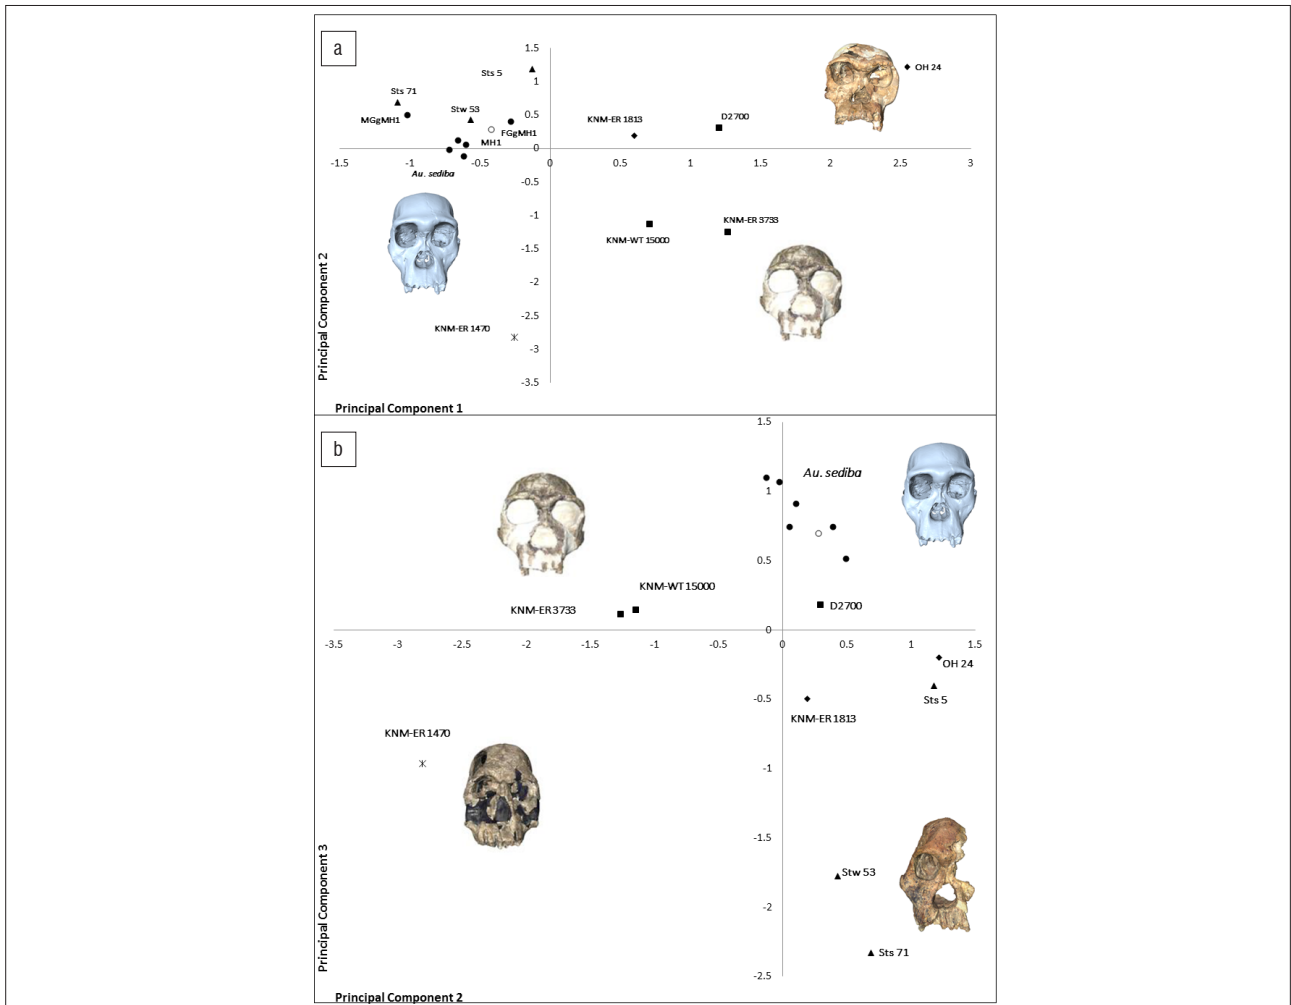 a
1.5
Sts 5
1
OH 24
Sts 71
MGgMH1
Stw 53
0.5
FGgMH1
KNM-ER 1813
D2700
MH1
0
-1.5
-1
-0.5
0
0.5
1
1.5
2
2.5
3
Au. sediba
-0.5
-1
KNM-WT 15000
KNM-ER 3733
-1.5
-2
-2.5
KNM-ER 1470
-3
-3.5
Principal Component 2
Principal Component 1
b
1.5
Au. sediba
1
0.5
KNM-WT 15000
KNM-ER 3733
D2700
0
-3.5
-3
-2.5
-2
-1.5
-1
-0.5
0
0.5
1
1.5
OH 24
-0.5
Sts 5
KNM-ER 1813
KNM-ER 1470
-1
-1.5
Stw 53
-2
Sts 71
-2.5
Principal Component 3
Principal Component 2